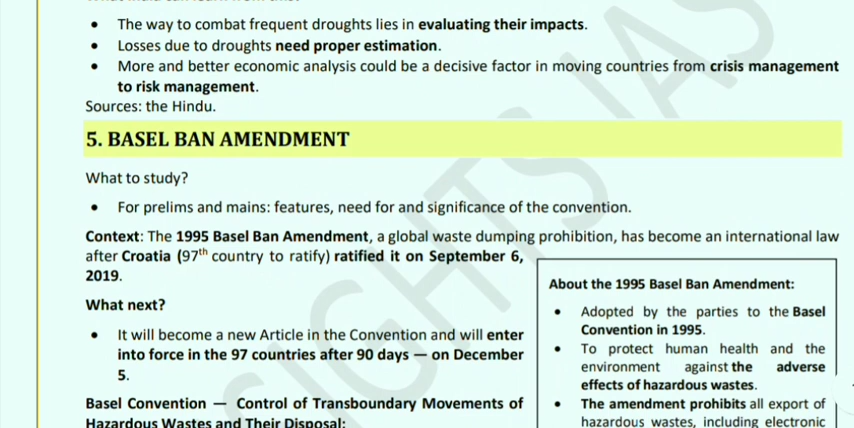 • The way to combat frequent droughts lies in evaluating their impacts.
• Losses due to droughts need proper estimation.
• More and better economic analysis could be a decisive factor in moving countries from crisis management
to risk management.
Sources: the Hindu.
5. BASEL BAN AMENDMENT
What to study?
• For prelims and mains: features, need for and significance of the convention.
Context: The 1995 Basel Ban Amendment, a global waste dumping prohibition, has become an international law
after Croatia (97th country to ratify) ratified it on September 6,
2019.
What next?
• It will become a new Article in the Convention and will enter
into force in the 97 countries after 90 days — on December
5.
Basel Convention — Control of Transboundary Movements of
Hazardous Wastes and Their Disposal:
About the 1995 Basel Ban Amendment:
• Adopted by the parties to the Basel
Convention in 1995.
• To protect human health and the
environment against the adverse
effects of hazardous wastes.
• The amendment prohibits all export of
hazardous wastes, including electronic
SIGHTS IAS